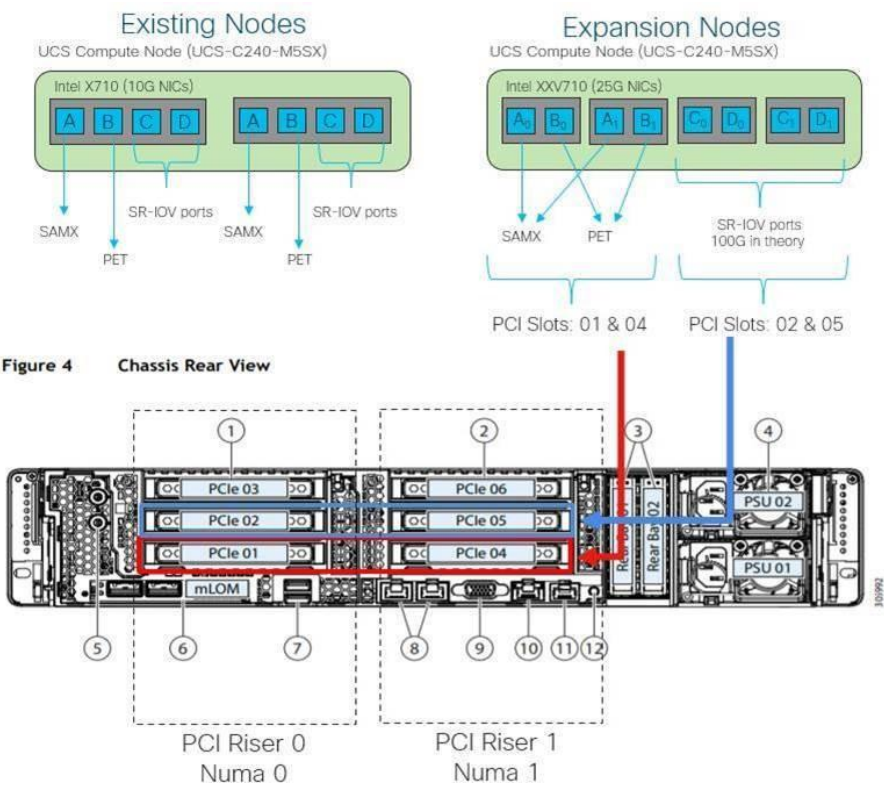 Existing Nodes
UCS Compute Node (UCS-C240-M5SX)
Intel X710 (10G NICs)
A B C D
A B C D
SAMX
PET
SR-IOV ports
SAMX
PET
SR-IOV ports
Expansion Nodes
UCS Compute Node (UCS-C240-M5SX)
Intel XXV710 (25G NICs)
A₀ B₀ A₁ B₁ C₀ D₀ C₁ D₁
SAMX
PET
SR-IOV ports
100G in theory
PCI Slots: 01 & 04
PCI Slots: 02 & 05
Figure 4 Chassis Rear View
1 2 3 4
PCIe 03
PCIe 06
PCIe 02
PCIe 05
PCIe 01
PCIe 04
Rear Bay 01
Rear Bay 02
PSU 02
PSU 01
mLOM
5 6 7 8 9 10 11 12
305992
PCI Riser 0
Numa 0
PCI Riser 1
Numa 1